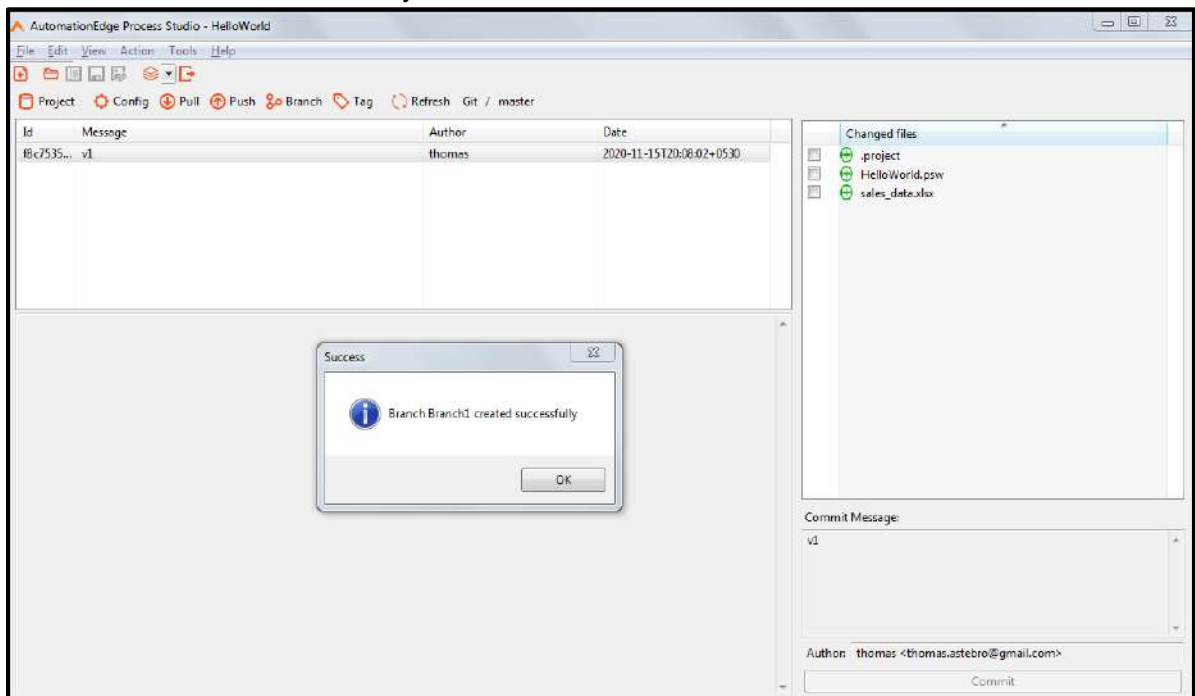 AutomationEdge Process Studio - HelloWorld
File Edit View Action Tools Help
Project Config Pull Push Branch Tag Refresh Git / master
Id Message Author Date
f8c7535... v1 thomas 2020-11-15T20:08:02+0530
Changed files
.project
HelloWorld.psw
sales_data.xlsx
Success
Branch Branch1 created successfully
OK
Commit Message:
v1
Author: thomas <thomas.astebro@gmail.com>
Commit